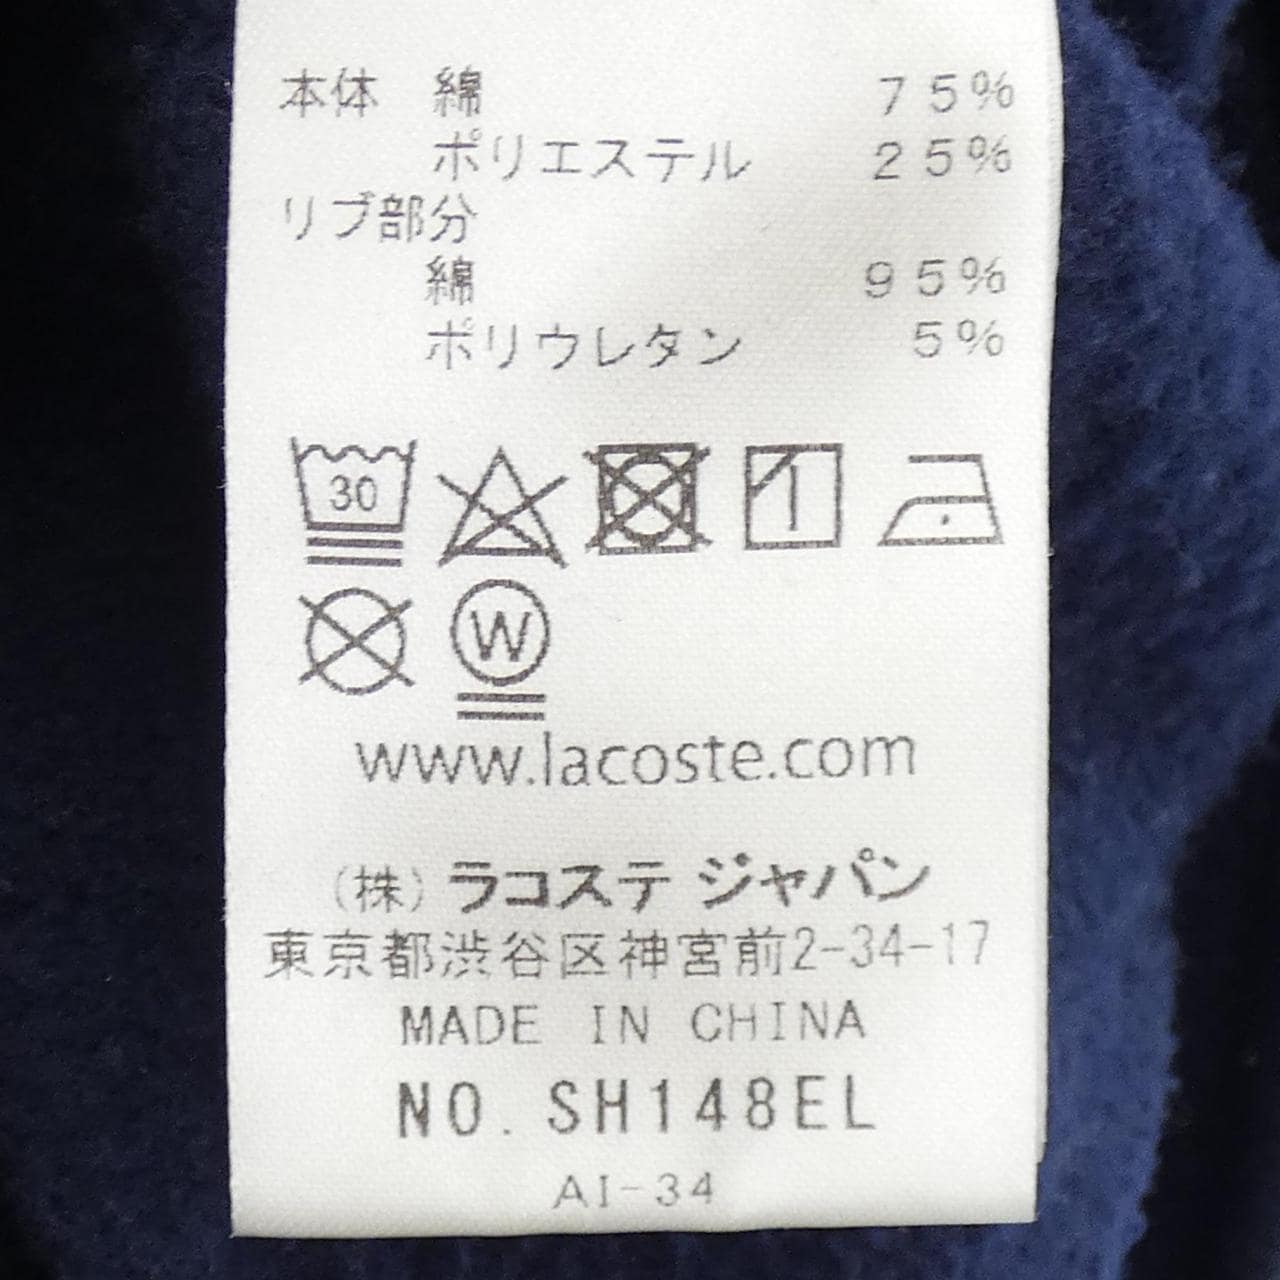 本体 綿 75%
ポリエステル 25%
リブ部分
綿 95%
ポリウレタン 5%
30
W
www.lacoste.com
(株) ラコステ ジャパン
東京都渋谷区神宮前2-34-17
MADE IN CHINA
NO. SH148EL
AI-34